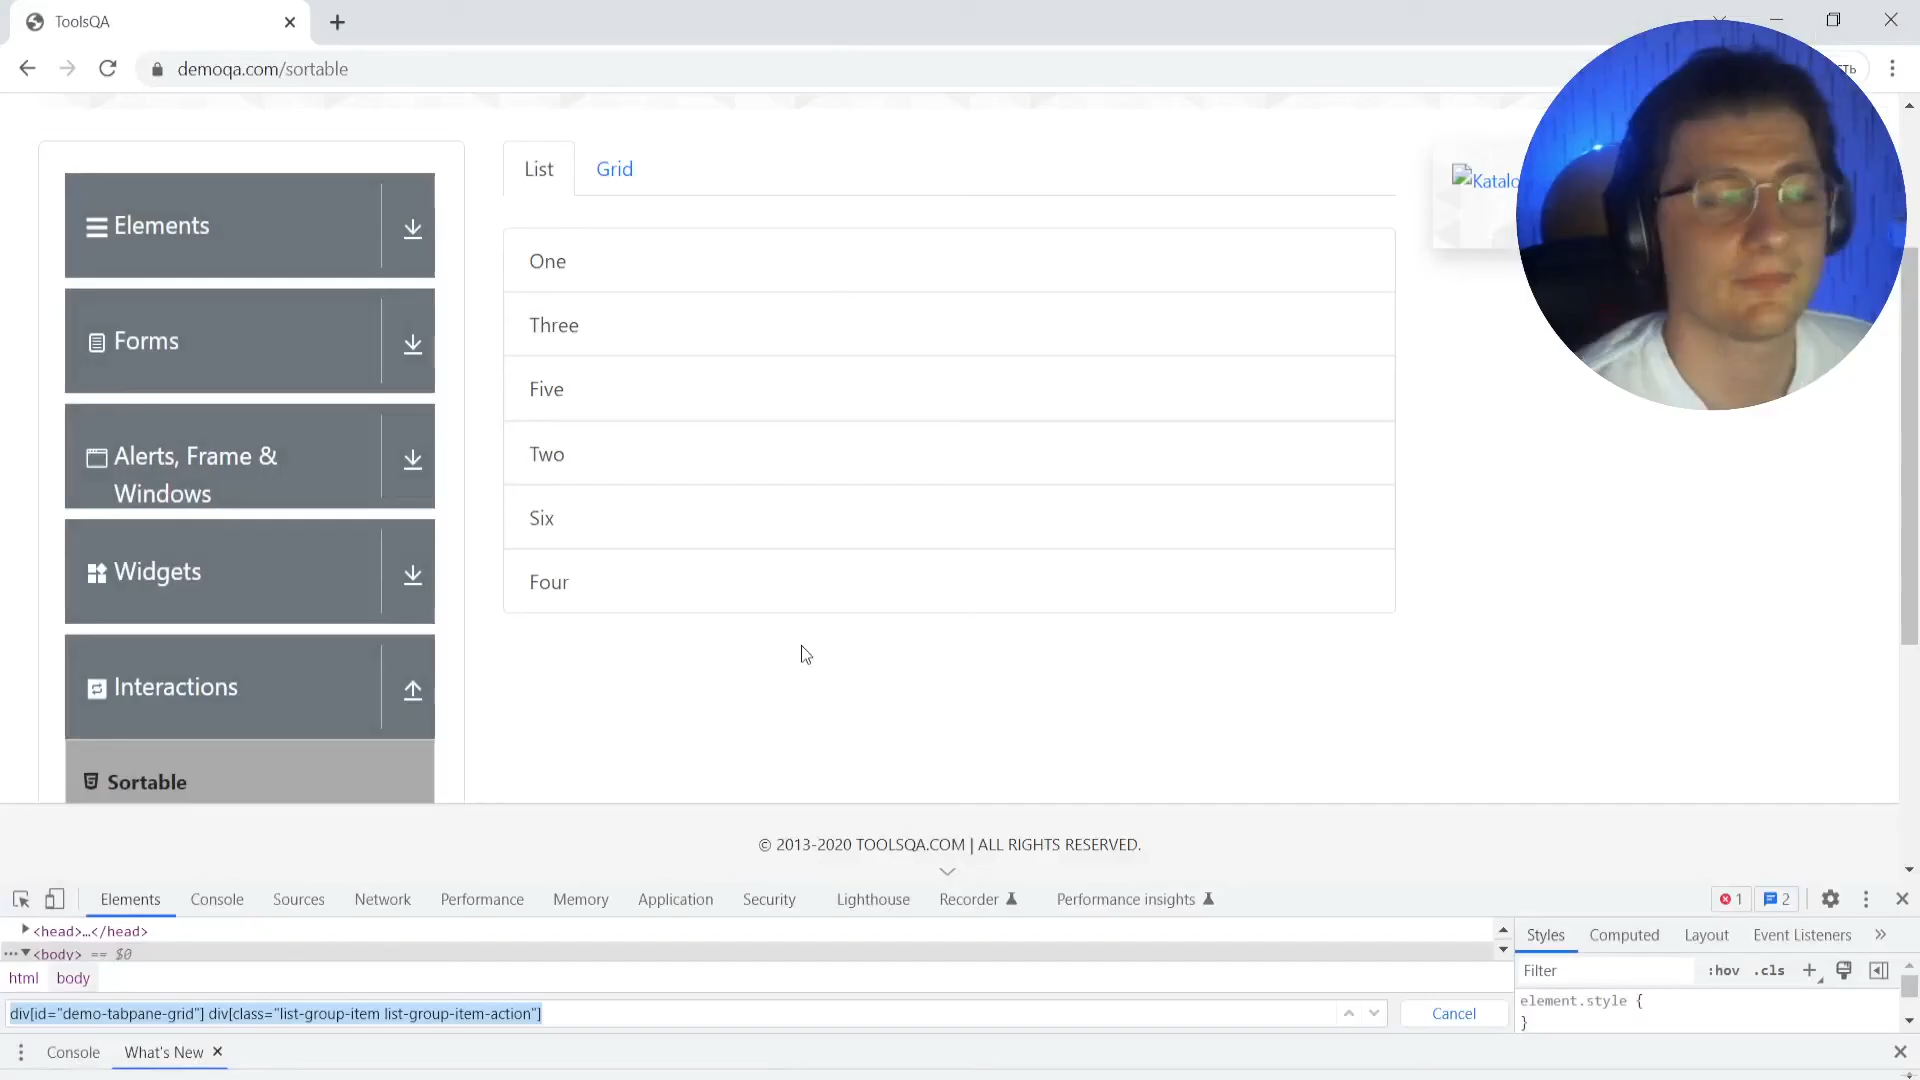 ToolsQA
demoqa.com/sortable
сть
Elements
Forms
Alerts, Frame &
Windows
Widgets
Interactions
Sortable
List
Grid
One
Three
Five
Two
Six
Four
Katalo
© 2013-2020 TOOLSQA.COM | ALL RIGHTS RESERVED.
Elements Console Sources Network Performance Memory Application Security Lighthouse Recorder Performance insights 1 2
<head>…</head>
…<body> == $0
html body
div[id="demo-tabpane-grid"] div[class="list-group-item list-group-item-action"]
Cancel
Styles Computed Layout Event Listeners »
Filter :hov .cls +
element.style {
}
Console What's New